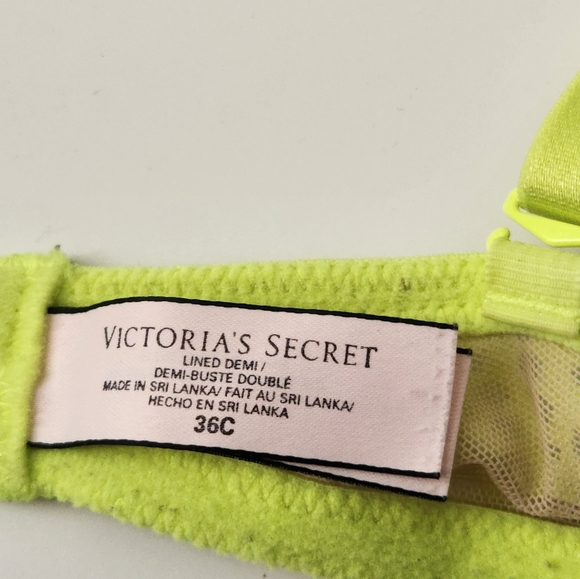 VICTORIA'S SECRET
LINED DEMI /
DEMI-BUSTE DOUBLÉ
MADE IN SRI LANKA/ FAIT AU SRI LANKA/
HECHO EN SRI LANKA
36C